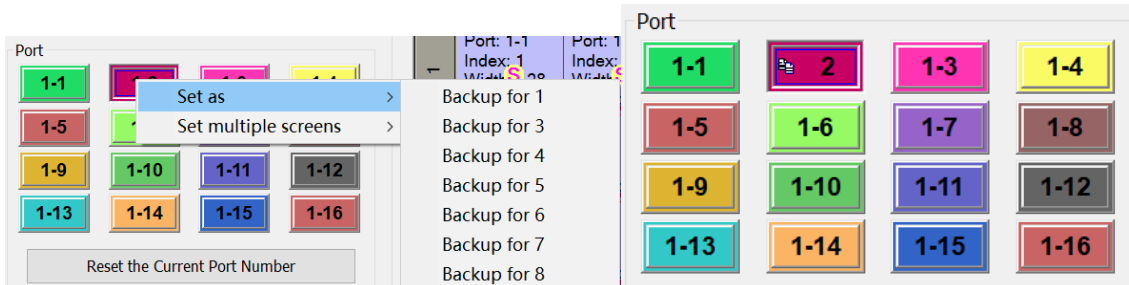 Port
1-1
Set as >
Set multiple screens >
1-5
1-9 1-10 1-11 1-12
1-13 1-14 1-15 1-16
Reset the Current Port Number
1
Port: 1-1
Index: 1
S
Port: 1
Index:
S
Backup for 1
Backup for 3
Backup for 4
Backup for 5
Backup for 6
Backup for 7
Backup for 8
Port
1-1 2 1-3 1-4
1-5 1-6 1-7 1-8
1-9 1-10 1-11 1-12
1-13 1-14 1-15 1-16